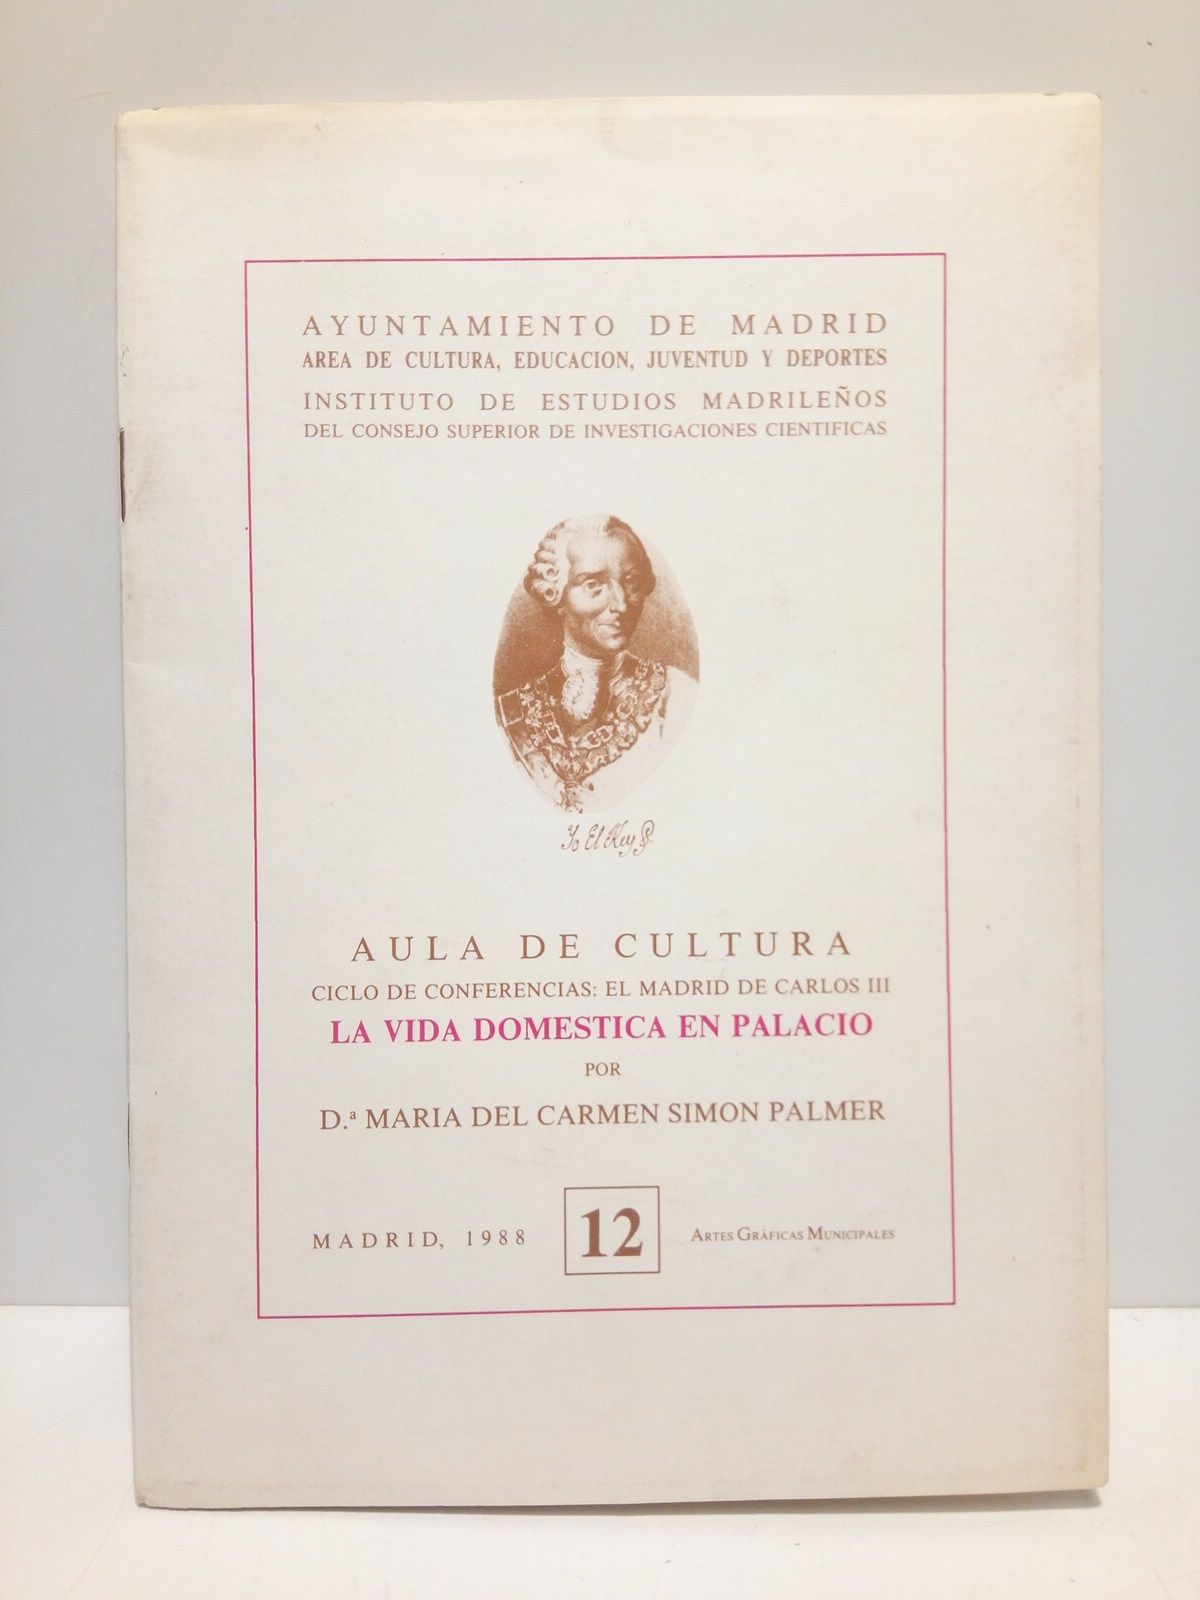 AYUNTAMIENTO DE MADRID
AREA DE CULTURA, EDUCACION, JUVENTUD Y DEPORTES
INSTITUTO DE ESTUDIOS MADRILEÑOS
DEL CONSEJO SUPERIOR DE INVESTIGACIONES CIENTIFICAS
Yo El Rey
AULA DE CULTURA
CICLO DE CONFERENCIAS: EL MADRID DE CARLOS III
LA VIDA DOMESTICA EN PALACIO
POR
D.ª MARIA DEL CARMEN SIMON PALMER
MADRID, 1988
12
ARTES GRÁFICAS MUNICIPALES